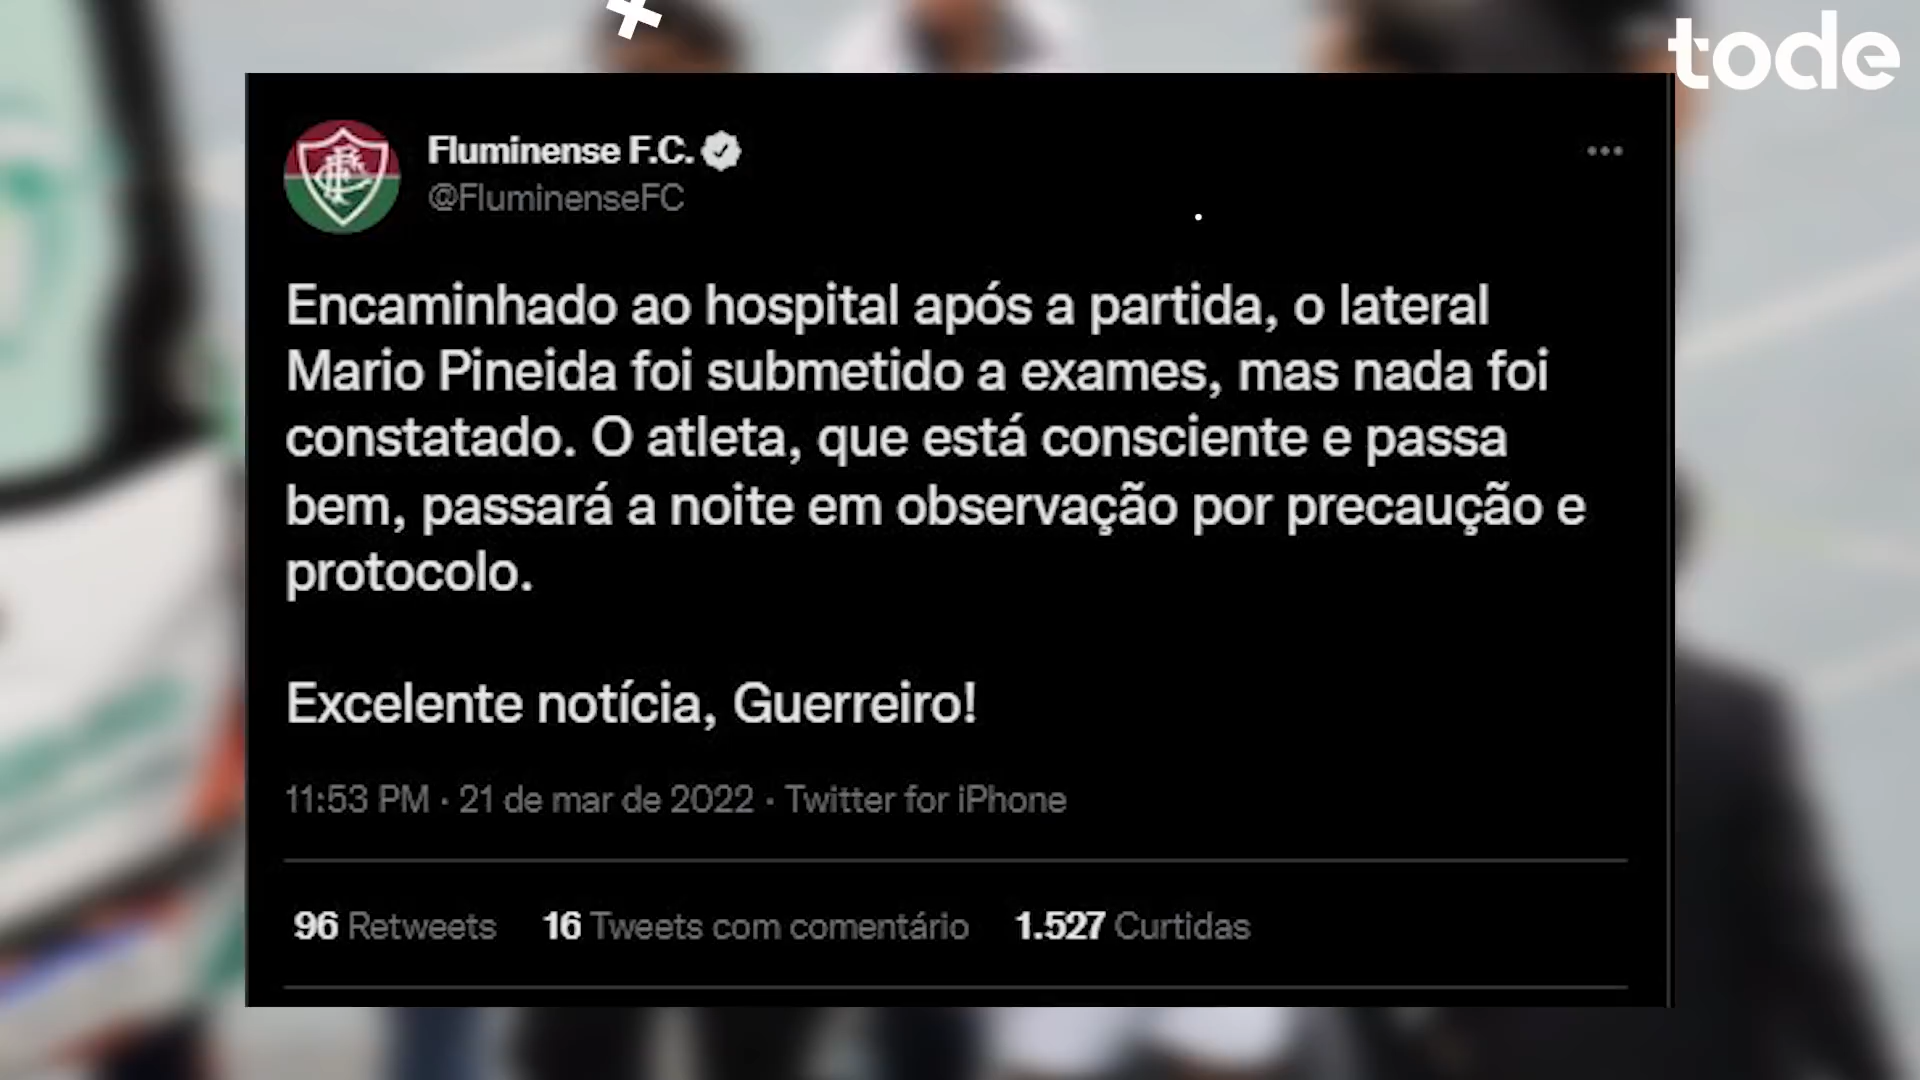 tode
Fluminense F.C.
@FluminenseFC
Encaminhado ao hospital após a partida, o lateral
Mario Pineida foi submetido a exames, mas nada foi
constatado. O atleta, que está consciente e passa
bem, passará a noite em observação por precaução e
protocolo.
Excelente notícia, Guerreiro!
11:53 PM · 21 de mar de 2022 · Twitter for iPhone
96 Retweets 16 Tweets com comentário 1.527 Curtidas